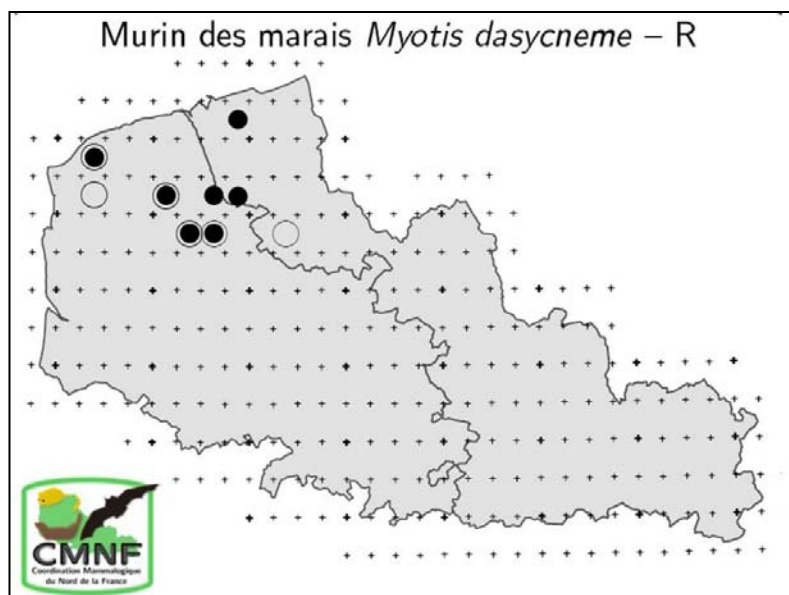 Murin des marais Myotis dasycneme – R
CMNF
Coordination Mammalogique
du Nord de la France